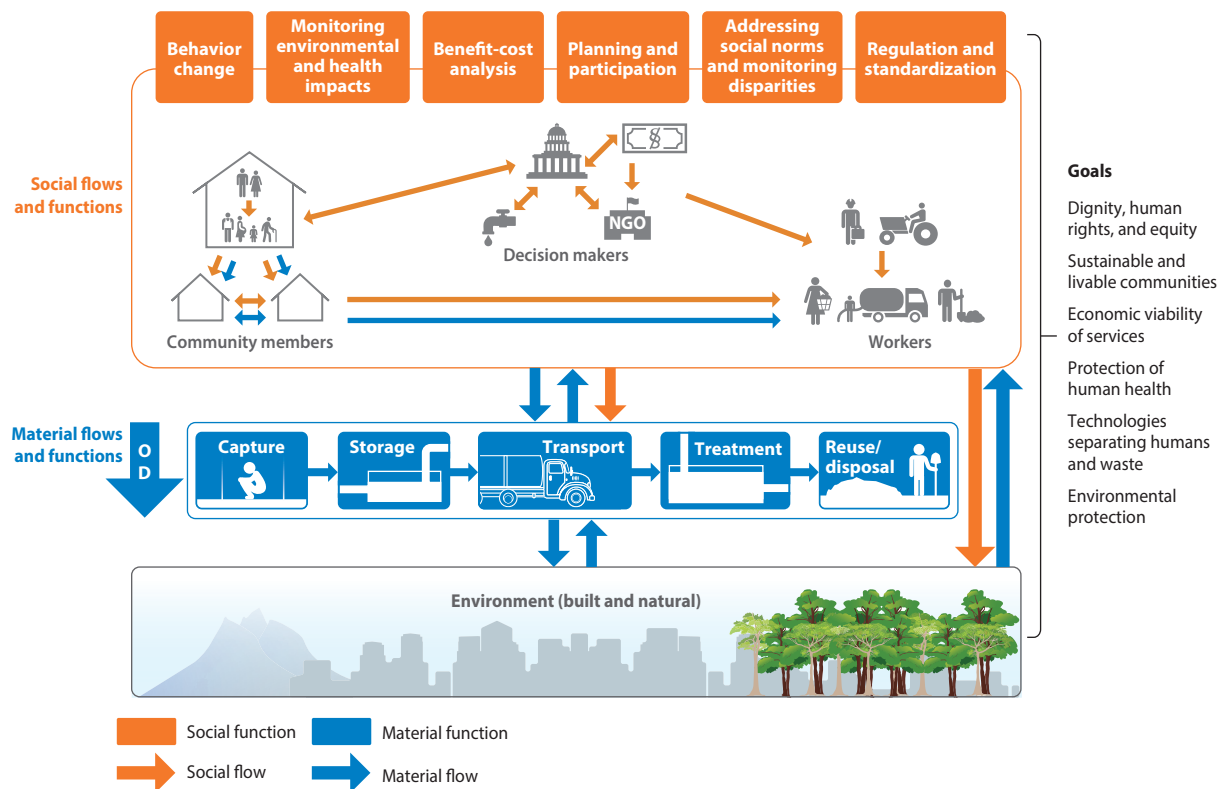 Behavior
change
Monitoring
environmental
and health
impacts
Benefit-cost
analysis
Planning and
participation
Addressing
social norms
and monitoring
disparities
Regulation and
standardization
Social flows
and functions
§
NGO
Decision makers
Community members
Workers
Material flows
and functions
O
D
Capture
Storage
Transport
Treatment
Reuse/
disposal
Environment (built and natural)
Goals
Dignity, human
rights, and equity
Sustainable and
livable communities
Economic viability
of services
Protection of
human health
Technologies
separating humans
and waste
Environmental
protection
Social function
Material function
Social flow
Material flow